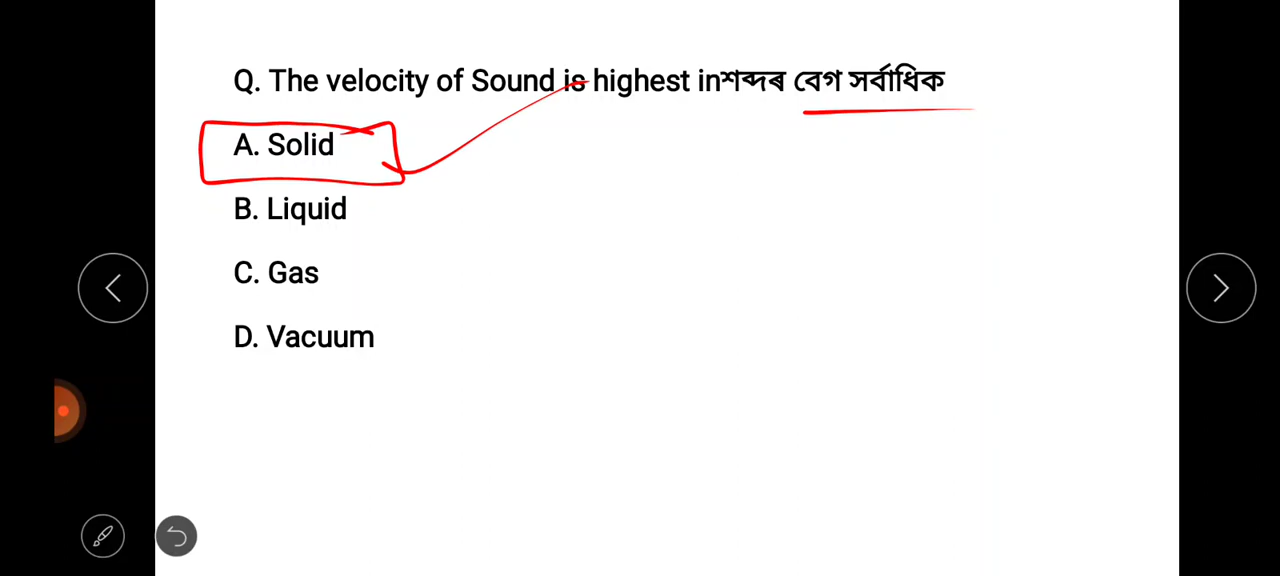 Q. The velocity of Sound is highest inশব্দৰ বেগ সৰ্বাধিক
A. Solid
B. Liquid
C. Gas
D. Vacuum